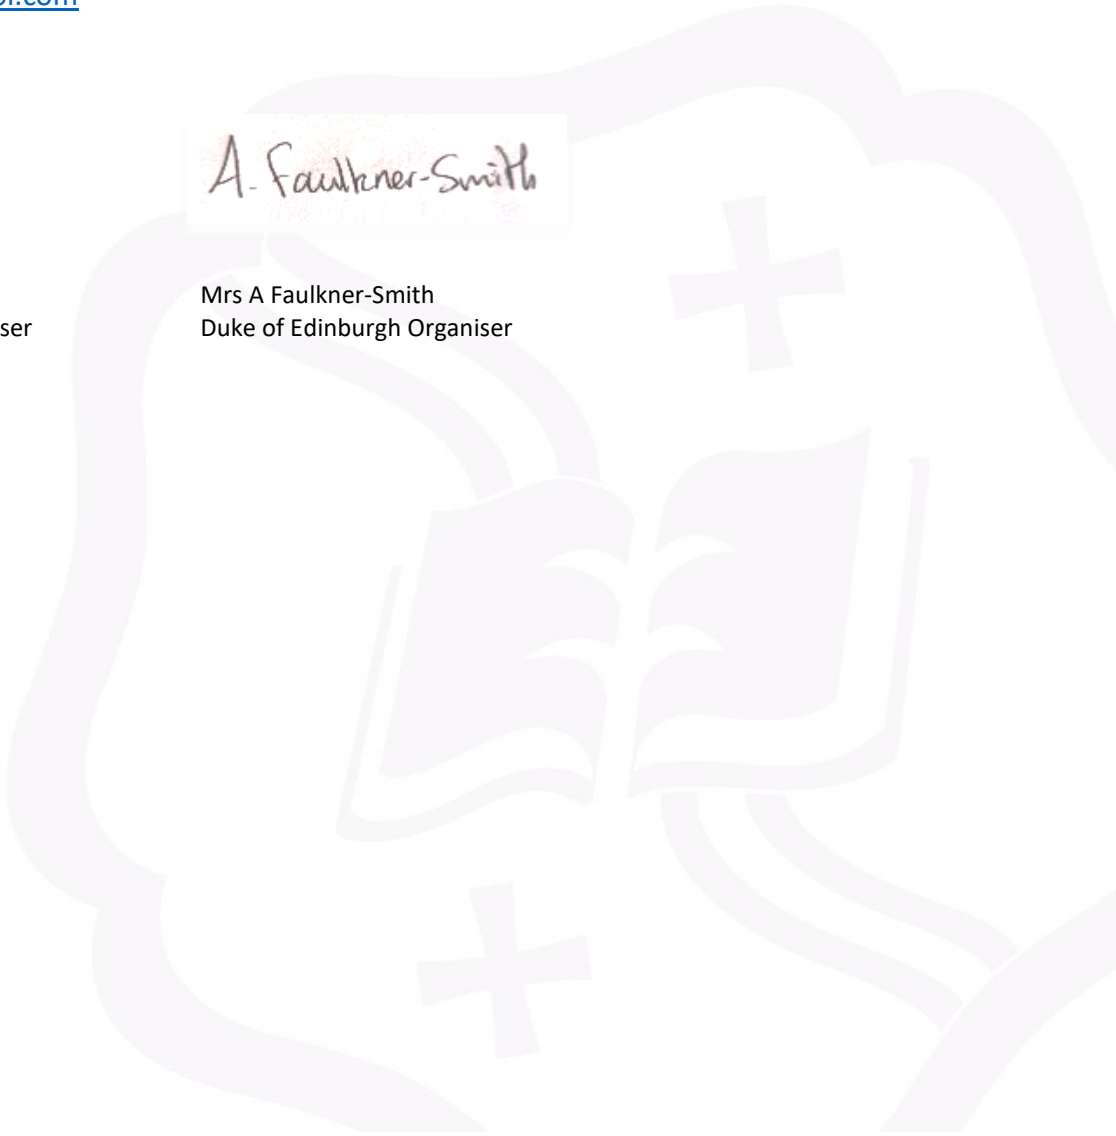 A. Faulkner-Smith
Mrs A Faulkner-Smith
ser Duke of Edinburgh Organiser